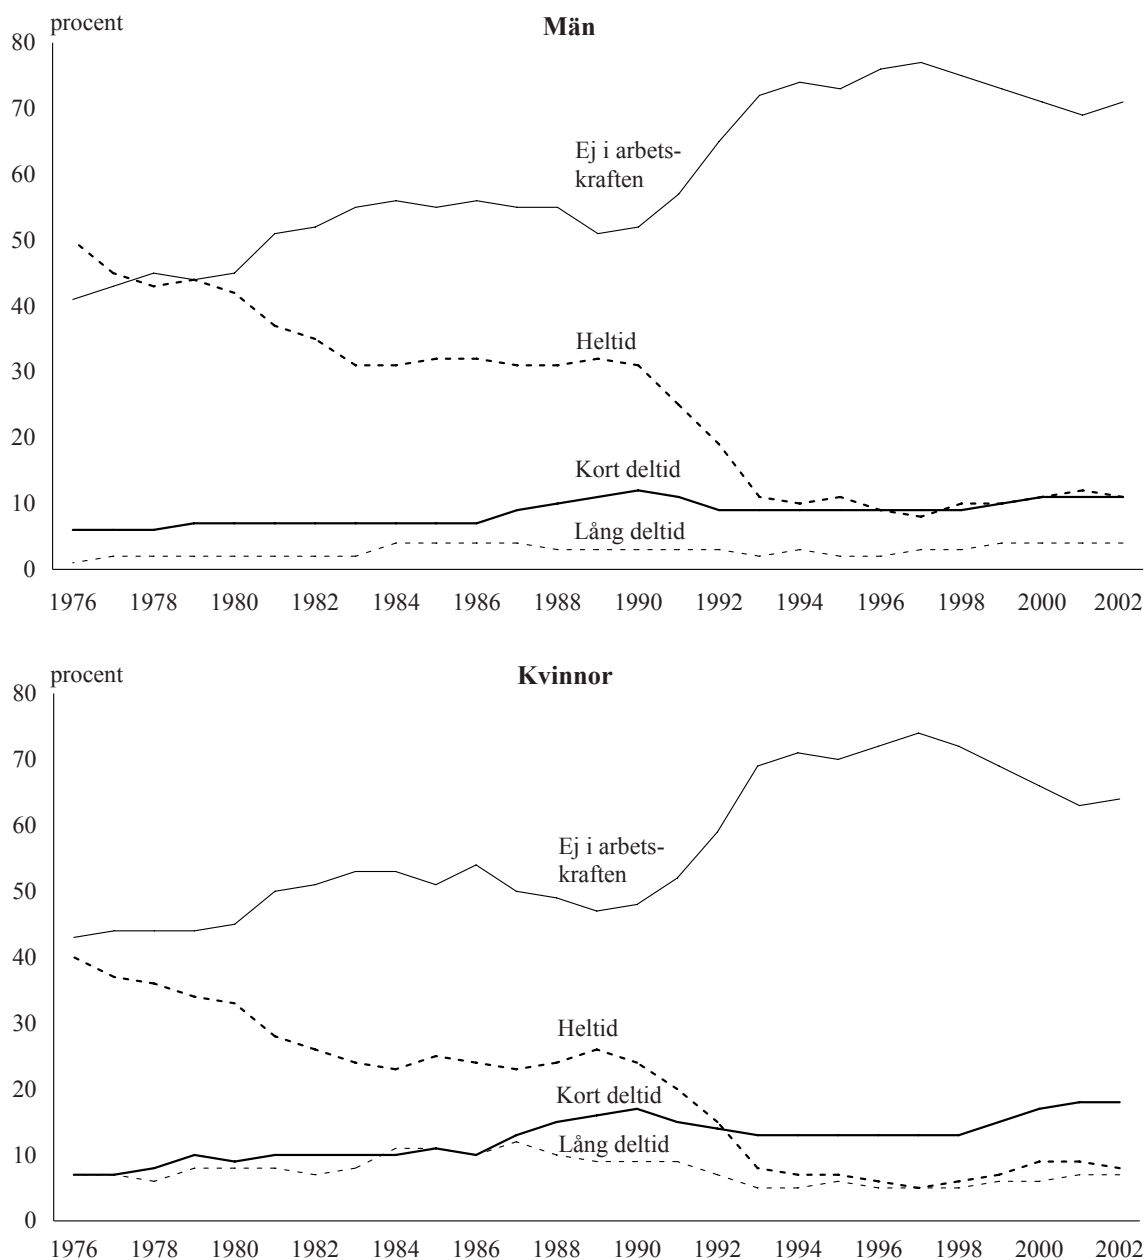 procent
Män
80
70
60
50
40
30
20
10
0
Ej i arbets-
kraften
Heltid
Kort deltid
Lång deltid
1976 1978 1980 1982 1984 1986 1988 1990 1992 1994 1996 1998 2000 2002
procent
Kvinnor
80
70
60
50
40
30
20
10
0
Ej i arbets-
kraften
Heltid
Kort deltid
Lång deltid
1976 1978 1980 1982 1984 1986 1988 1990 1992 1994 1996 1998 2000 2002